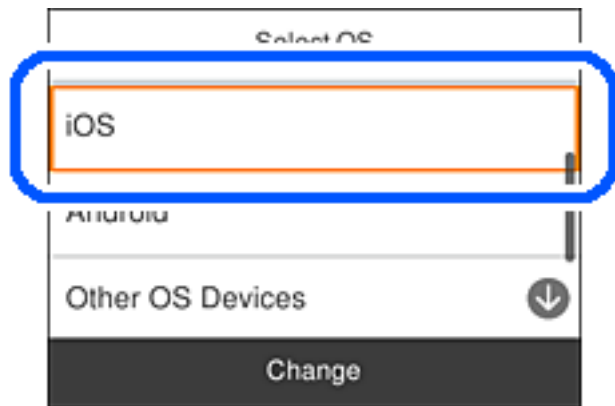 Select OS
iOS
Android
Other OS Devices
Change